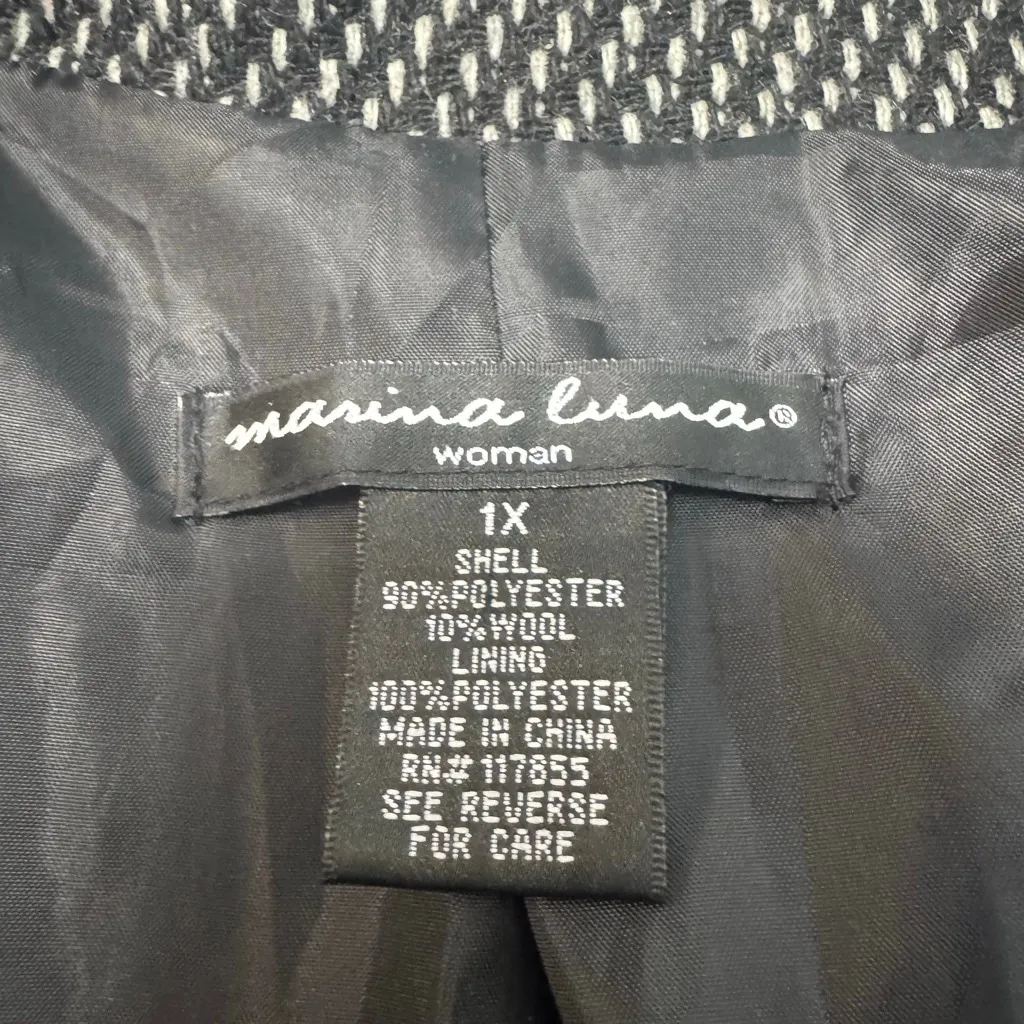 marina luna®
woman
1X
SHELL
90%POLYESTER
10%WOOL
LINING
100%POLYESTER
MADE IN CHINA
RN# 117855
SEE REVERSE
FOR CARE